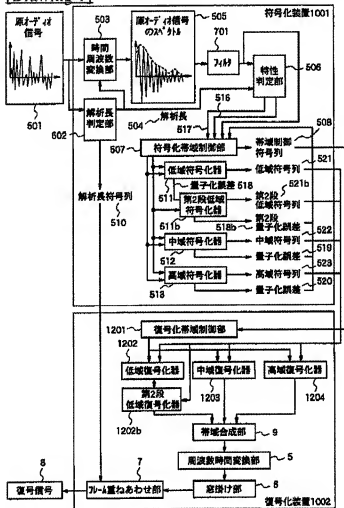 [Drawing 1]
符号化装置1001
原オーディオ
信号
503
時間
周波数
変換部
505
原オーディオ信号
のスペクトル
701
フィルタ
特性
判定部
506
501
解析長
判定部
502
504
解析長
516
517
507
符号化帯域制御部
508
帯域制御
符号列
521
低域符号列
低域符号化器
511
量子化誤差 518
521b
第2段低域
符号化器
第2段
低域符号列
511b
518b
第2段
量子化誤差
解析長符号列
510
中域符号化器
512
中域符号列
522
519
量子化誤差
高域符号化器
513
高域符号列
523
520
量子化誤差
1201
復号化帯域制御部
1202
低域復号化器
中域復号化器
1203
高域復号化器
1204
第2段
低域復号化器
1202b
帯域合成部
9
周波数時間変換部
5
8
復号信号
7
フレーム重ねあわせ部
窓掛け部
6
復号化装置1002